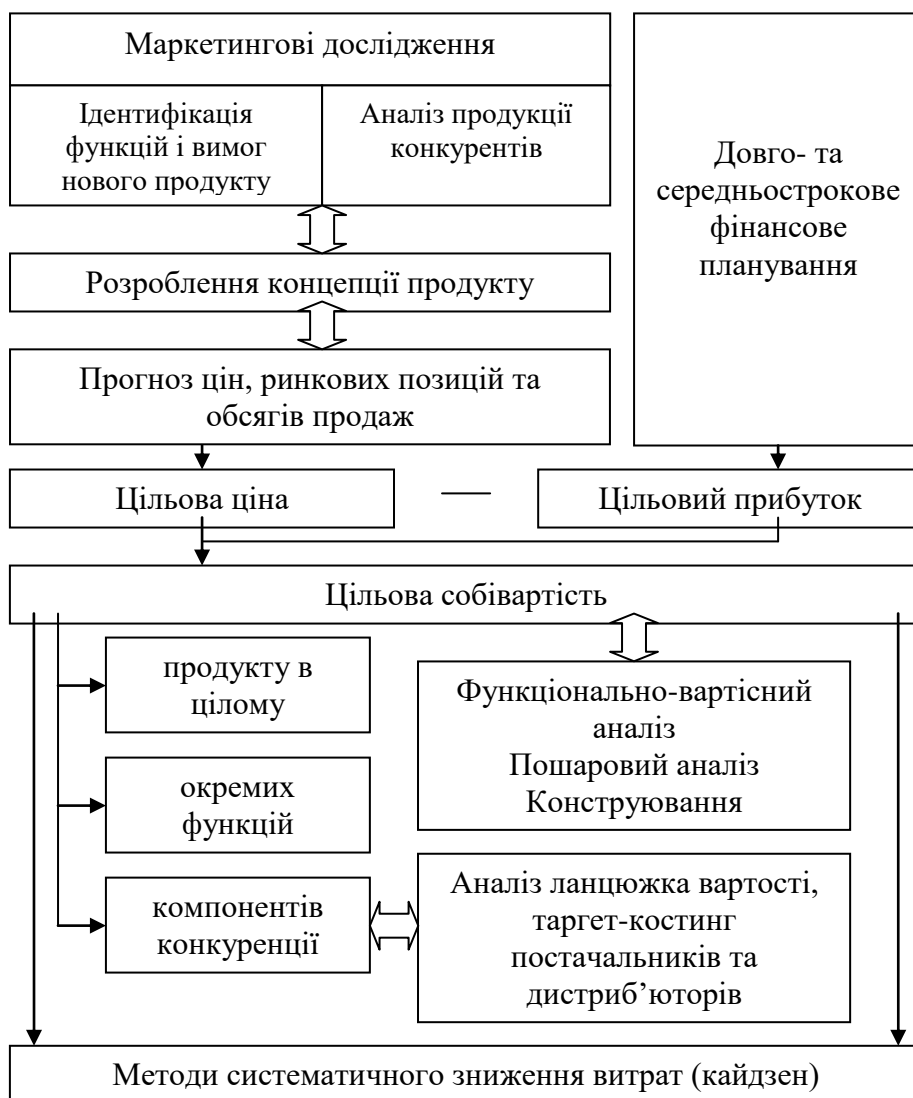 Маркетингові дослідження
Ідентифікація
функцій і вимог
нового продукту
Аналіз продукції
конкурентів
Довго- та
середньострокове
фінансове
планування
Розроблення концепції продукту
Прогноз цін, ринкових позицій та
обсягів продаж
Цільова ціна
—
Цільовий прибуток
Цільова собівартість
продукту в
цілому
окремих
функцій
компонентів
конкуренції
Функціонально-вартісний
аналіз
Пошаровий аналіз
Конструювання
Аналіз ланцюжка вартості,
таргет-костинг
постачальників та
дистриб’юторів
Методи систематичного зниження витрат (кайдзен)